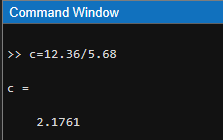 Command Window
>> c=12.36/5.68
c =
2.1761